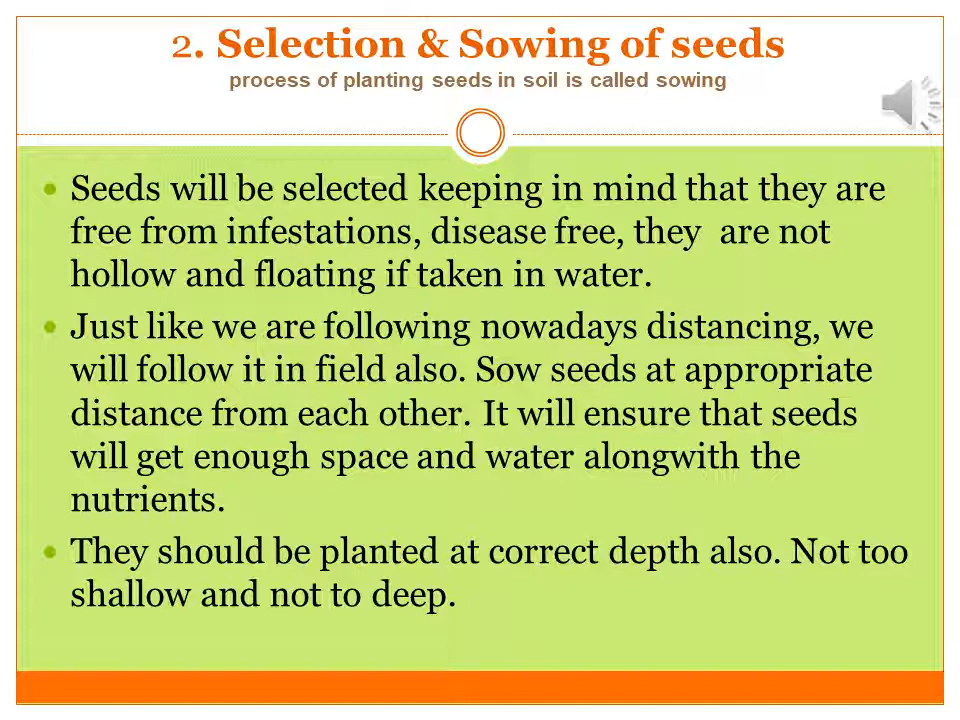 2. Selection & Sowing of seeds
process of planting seeds in soil is called sowing
Seeds will be selected keeping in mind that they are
free from infestations, disease free, they  are not
hollow and floating if taken in water.
Just like we are following nowadays distancing, we
will follow it in field also. Sow seeds at appropriate
distance from each other. It will ensure that seeds
will get enough space and water alongwith the
nutrients.
They should be planted at correct depth also. Not too
shallow and not to deep.